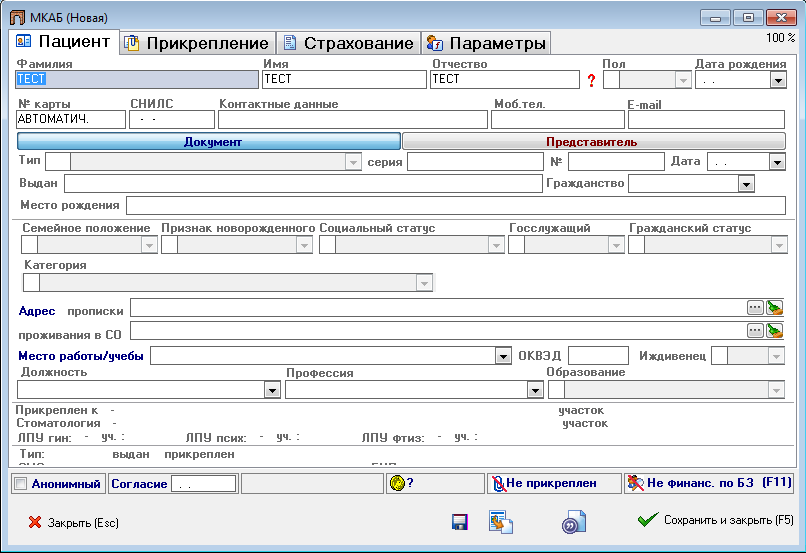 МКАБ (Новая)
Пациент Прикрепление Страхование Параметры 100 %
Фамилия Имя Отчество Пол Дата рождения
ТЕСТ ТЕСТ ТЕСТ ? . .
№ карты СНИЛС Контактные данные Моб.тел. E-mail
АВТОМАТИЧ. - -
Документ Представитель
Тип серия № Дата . .
Выдан Гражданство
Место рождения
Семейное положение Признак новорожденного Социальный статус Госслужащий Гражданский статус
Категория
Адрес прописки ...
проживания в СО ...
Место работы/учебы ОКВЭД Иждивенец
Должность Профессия Образование
Прикреплен к - участок
Стоматология - участок
ЛПУ гин: - уч. : ЛПУ псих: - уч. : ЛПУ фтиз: - уч. :
Тип: выдан прикреплен
Анонимный Согласие . . ? Не прикреплен Не финанс. по БЗ (F11)
Закрыть (Esc) Сохранить и закрыть (F5)